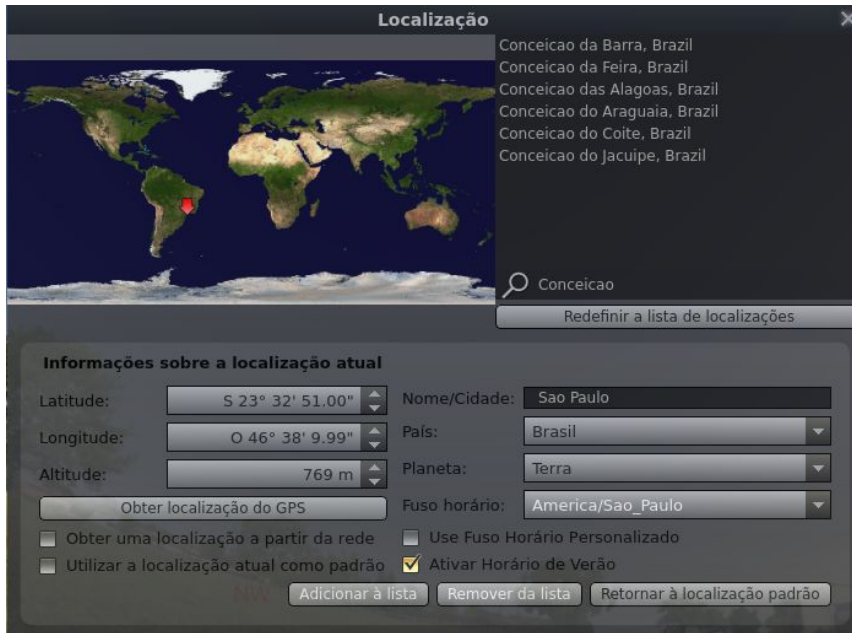 Localização
Conceicao da Barra, Brazil
Conceicao da Feira, Brazil
Conceicao das Alagoas, Brazil
Conceicao do Araguaia, Brazil
Conceicao do Coite, Brazil
Conceicao do Jacuipe, Brazil
Conceicao
Redefinir a lista de localizações
Informações sobre a localização atual
Latitude: S 23° 32' 51.00" Nome/Cidade: Sao Paulo
Longitude: O 46° 38' 9.99" País: Brasil
Altitude: 769 m Planeta: Terra
Obter localização do GPS Fuso horário: America/Sao_Paulo
Obter uma localização a partir da rede Use Fuso Horário Personalizado
Utilizar a localização atual como padrão Ativar Horário de Verão
NW Adicionar à lista Remover da lista Retornar à localização padrão